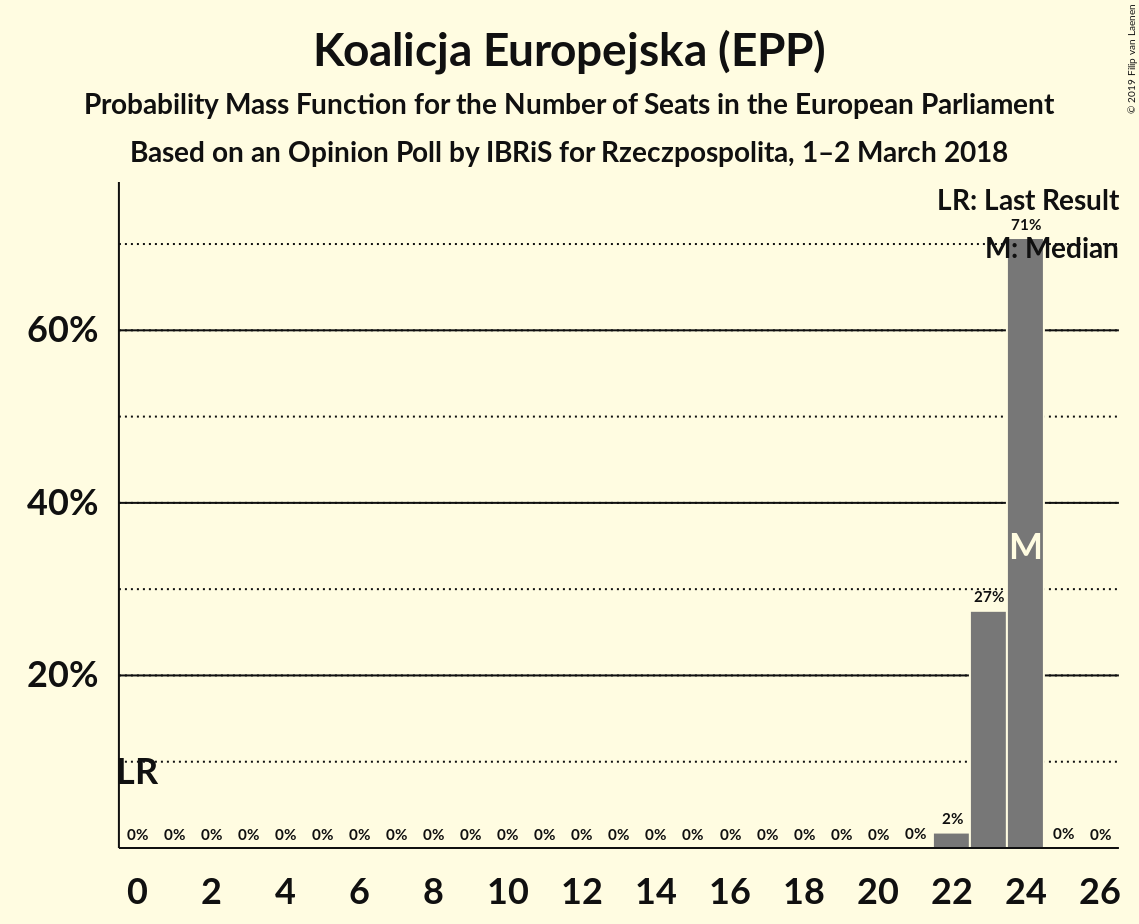 Koalicja Europejska (EPP)
Probability Mass Function for the Number of Seats in the European Parliament
Based on an Opinion Poll by IBRiS for Rzeczpospolita, 1–2 March 2018
© 2019 Filip van Laenen
LR: Last Result
71%
M: Median
60%
40%
M
27%
20%
LR
0% 0% 0% 0% 0% 0% 0% 0% 0% 0% 0% 0% 0% 0% 0% 0% 0% 0% 0% 0% 0% 0% 2% 0% 0%
0 2 4 6 8 10 12 14 16 18 20 22 24 26